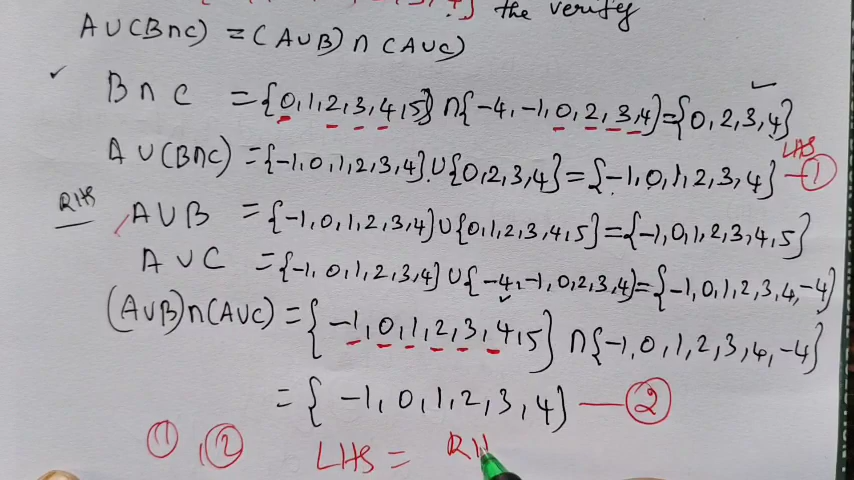 the verify
A∪(B∩C) = (A∪B)∩(A∪C)
✓ B∩C = {0,1,2,3,4,5} ∩{-4,-1,0,2,3,4}={0,2,3,4}
LHS
A∪(B∩C) = {-1,0,1,2,3,4}∪{0,2,3,4} = {-1,0,1,2,3,4} — ①
RHS
A∪B = {-1,0,1,2,3,4}∪{0,1,2,3,4,5}={-1,0,1,2,3,4,5}
A∪C = {-1,0,1,2,3,4}∪{-4,-1,0,2,3,4}={-1,0,1,2,3,4,-4}
(A∪B)∩(A∪C) = {-1,0,1,2,3,4,5} ∩{-1,0,1,2,3,4,-4}
= {-1,0,1,2,3,4} — ②
①,② LHS = RH